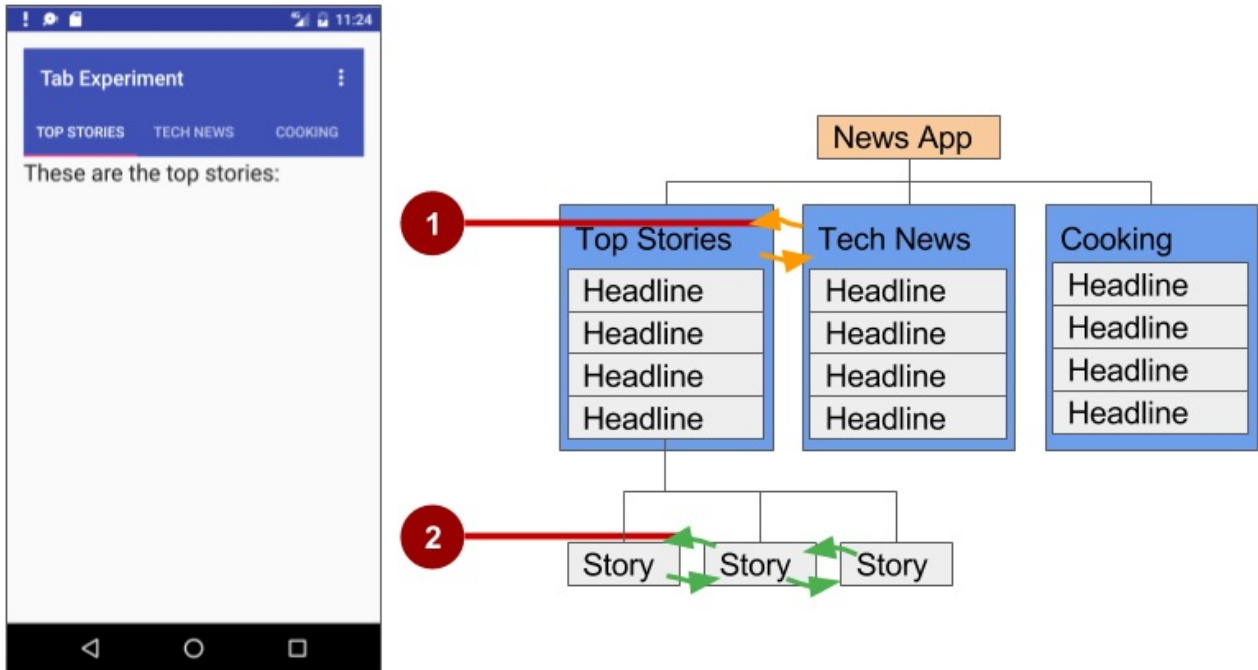 11:24
Tab Experiment
TOP STORIES TECH NEWS COOKING
These are the top stories:
News App
1
Top Stories
Headline
Headline
Headline
Headline
Tech News
Headline
Headline
Headline
Headline
Cooking
Headline
Headline
Headline
Headline
2
Story Story Story